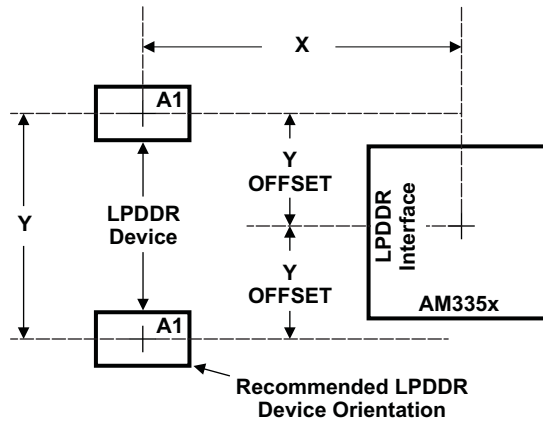 X
A1
Y
OFFSET
Y
LPDDR
Device
LPDDR
Interface
Y
OFFSET
AM335x
A1
Recommended LPDDR
Device Orientation